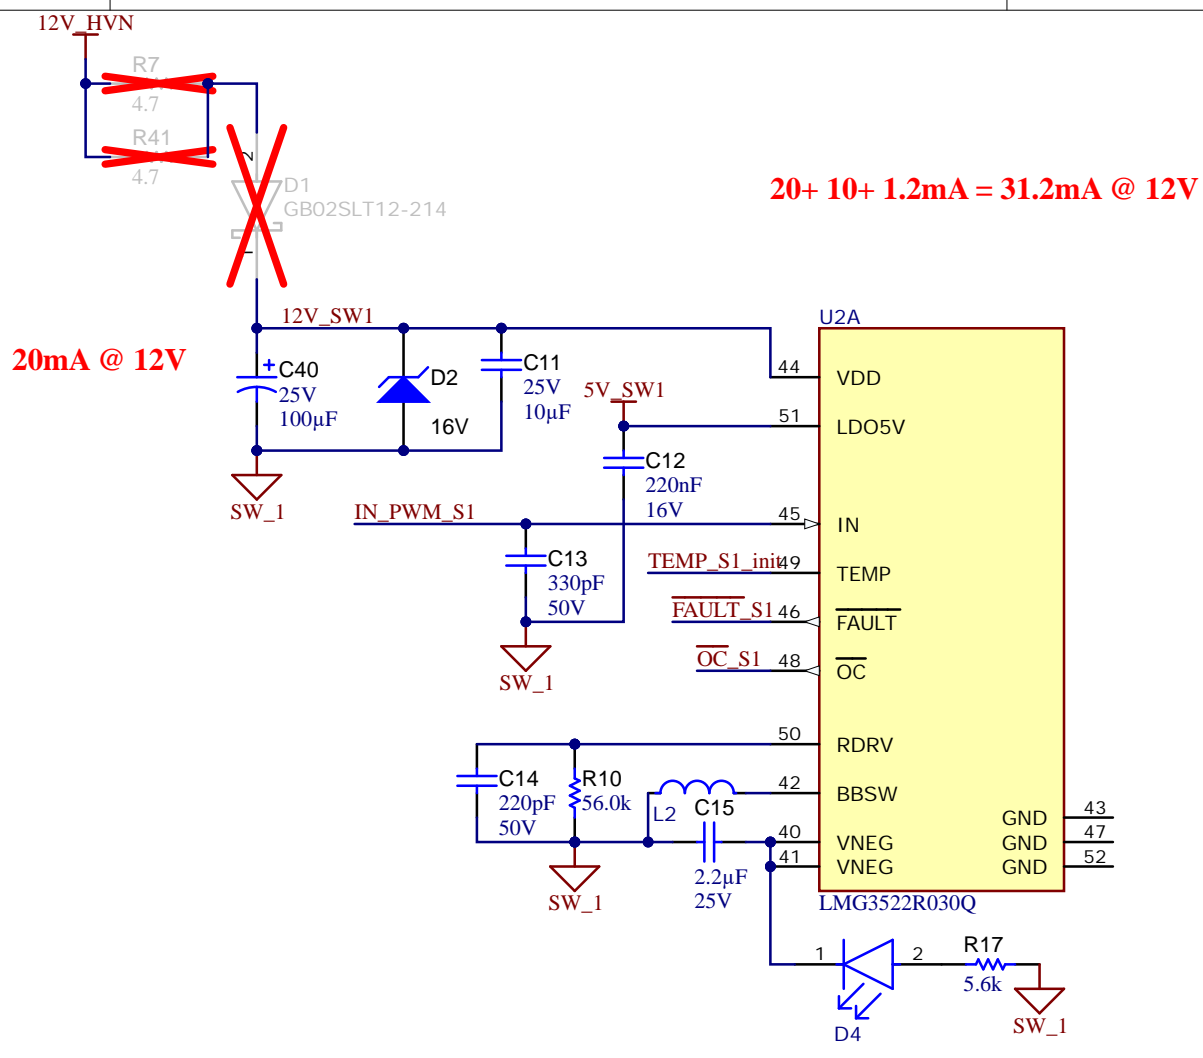 12V_HVN
R7
4.7
R41
4.7
2
D1
GB02SLT12-214
1
20+ 10+ 1.2mA = 31.2mA @ 12V
12V_SW1
20mA @ 12V
+
C40
25V
100µF
D2
16V
C11
25V
10µF
SW_1
5V_SW1
C12
220nF
16V
IN_PWM_S1
C13
330pF
50V
SW_1
TEMP_S1_init
FAULT_S1
OC_S1
U2A
44 VDD
51 LDO5V
45 IN
49 TEMP
46 FAULT
48 OC
50 RDRV
42 BBSW
40 VNEG
41 VNEG
GND 43
GND 47
GND 52
LMG3522R030Q
C14
220pF
50V
R10
56.0k
L2
C15
2.2µF
25V
SW_1
1
2
D4
R17
5.6k
SW_1